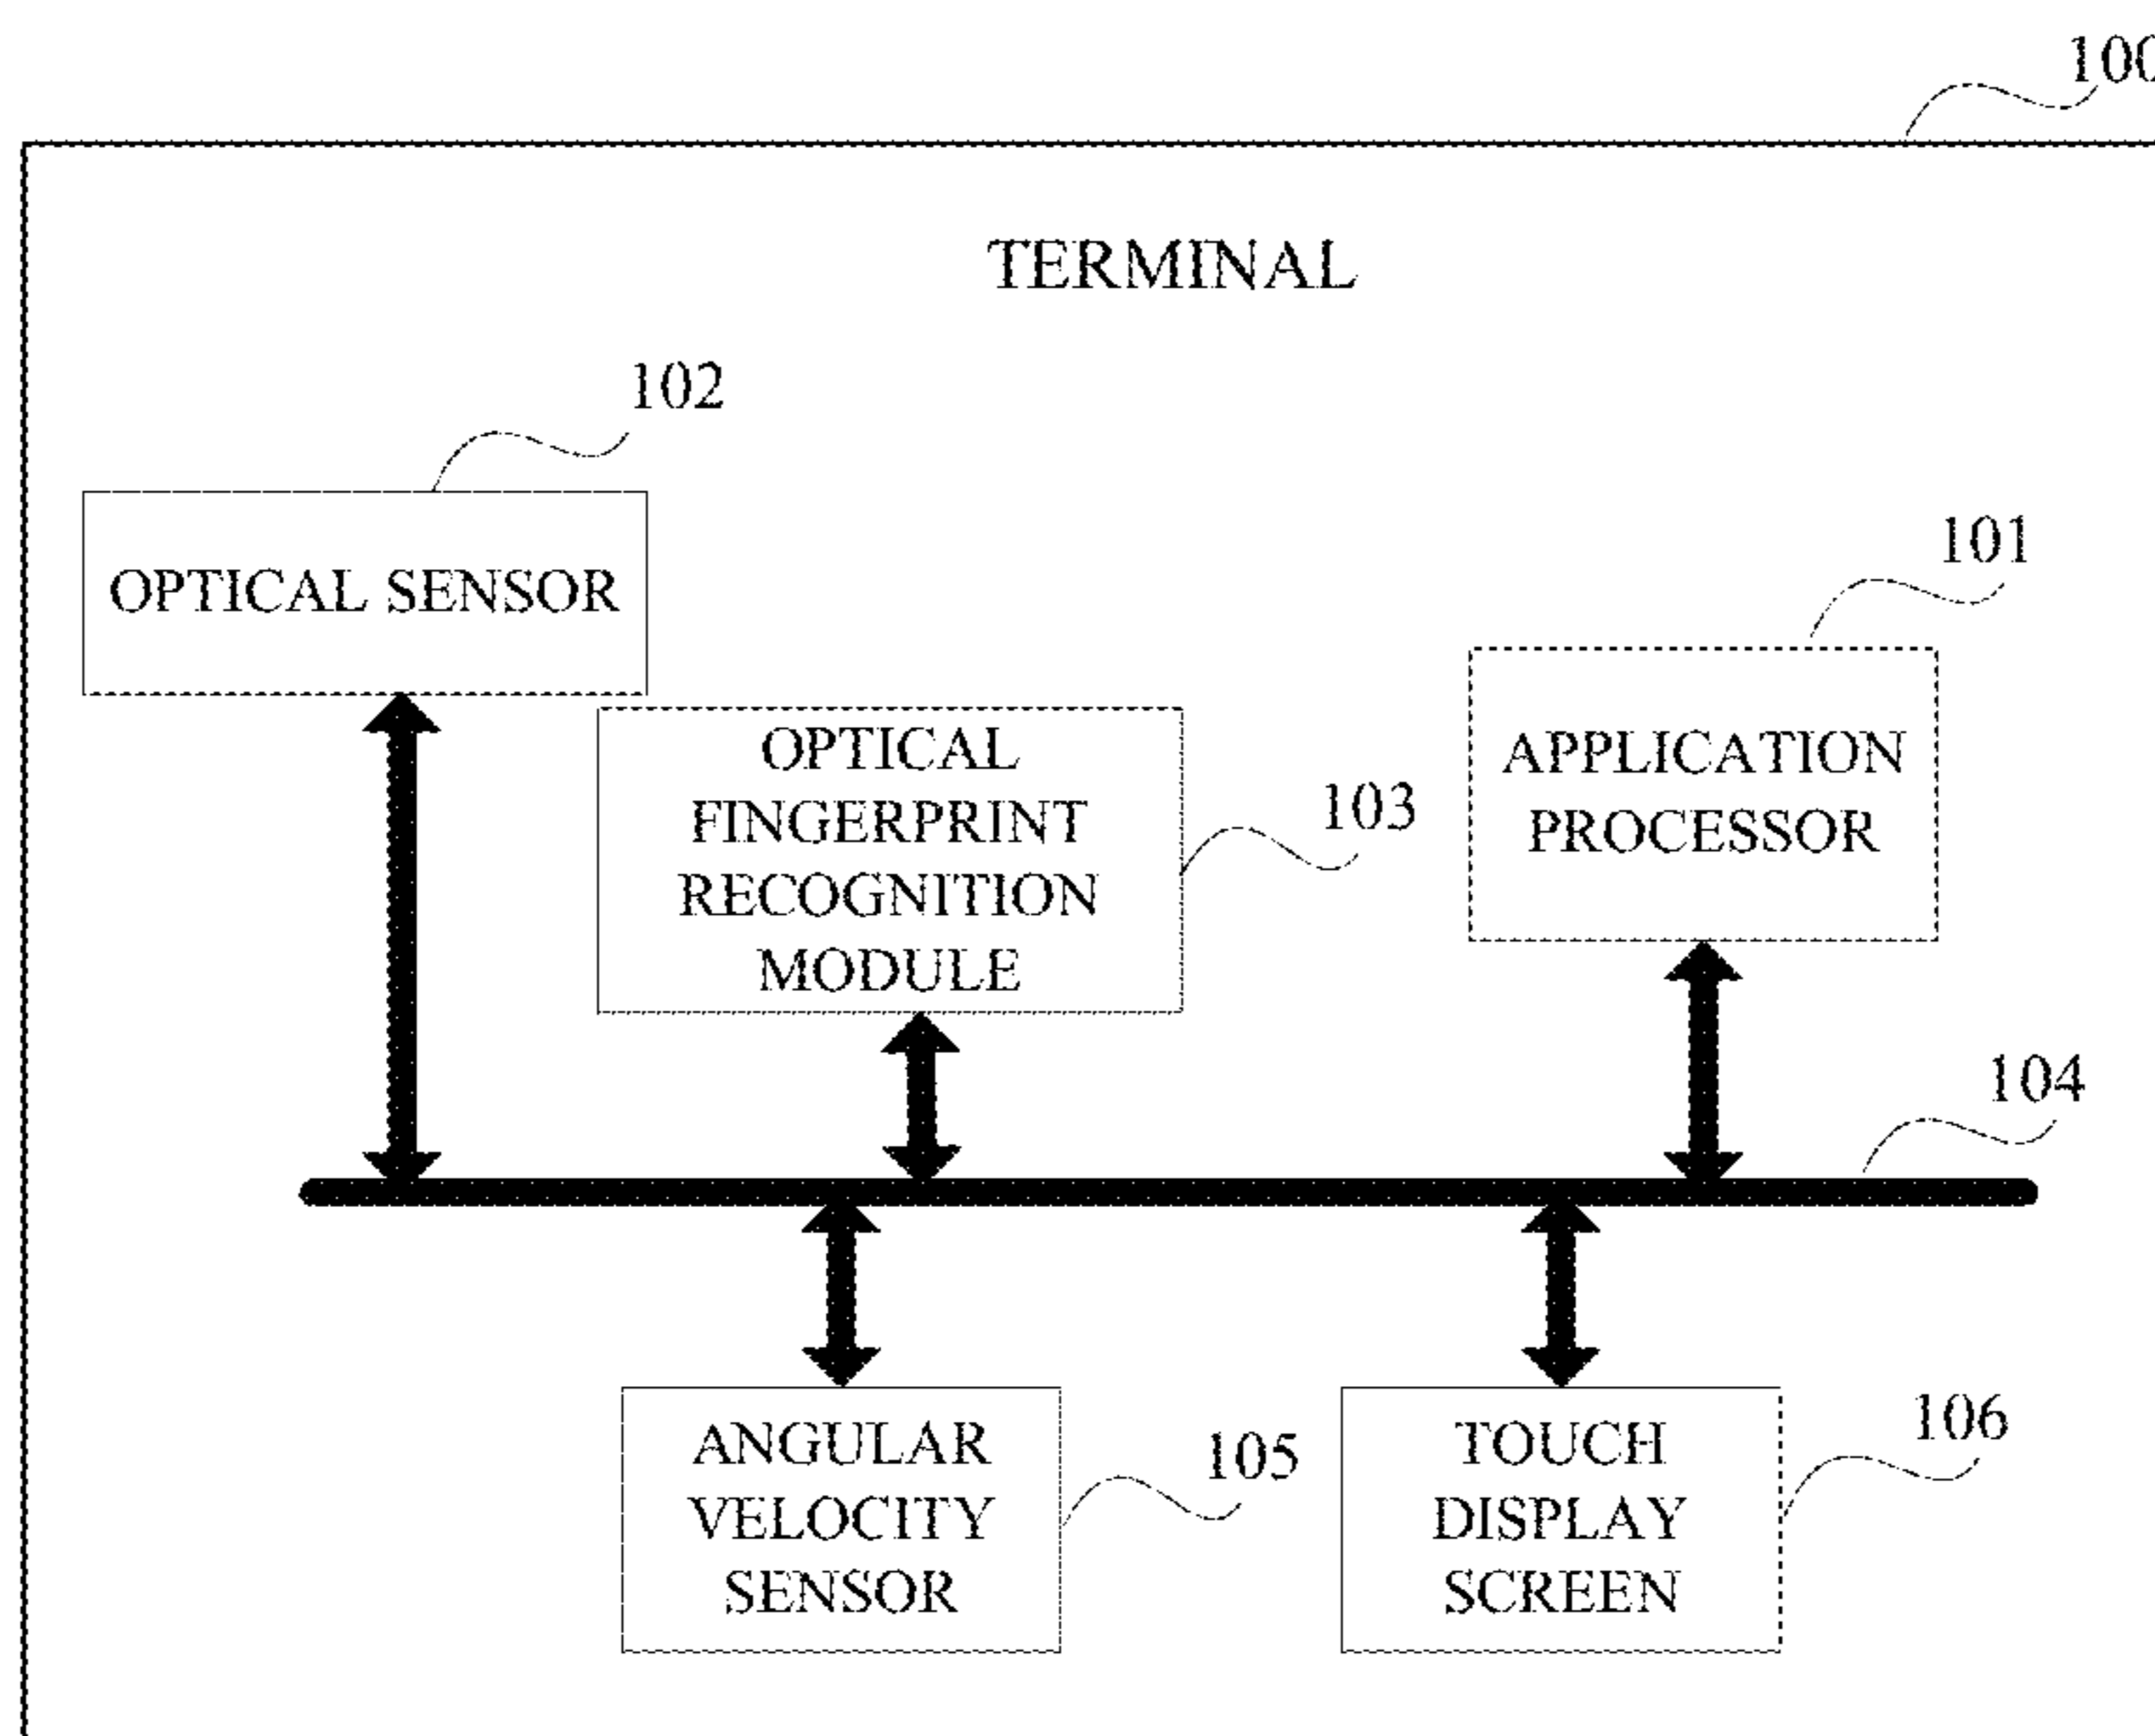 100
TERMINAL
102
OPTICAL SENSOR
101
APPLICATION
PROCESSOR
OPTICAL
FINGERPRINT
RECOGNITION
MODULE
103
104
ANGULAR
VELOCITY
SENSOR
105
TOUCH
DISPLAY
SCREEN
106